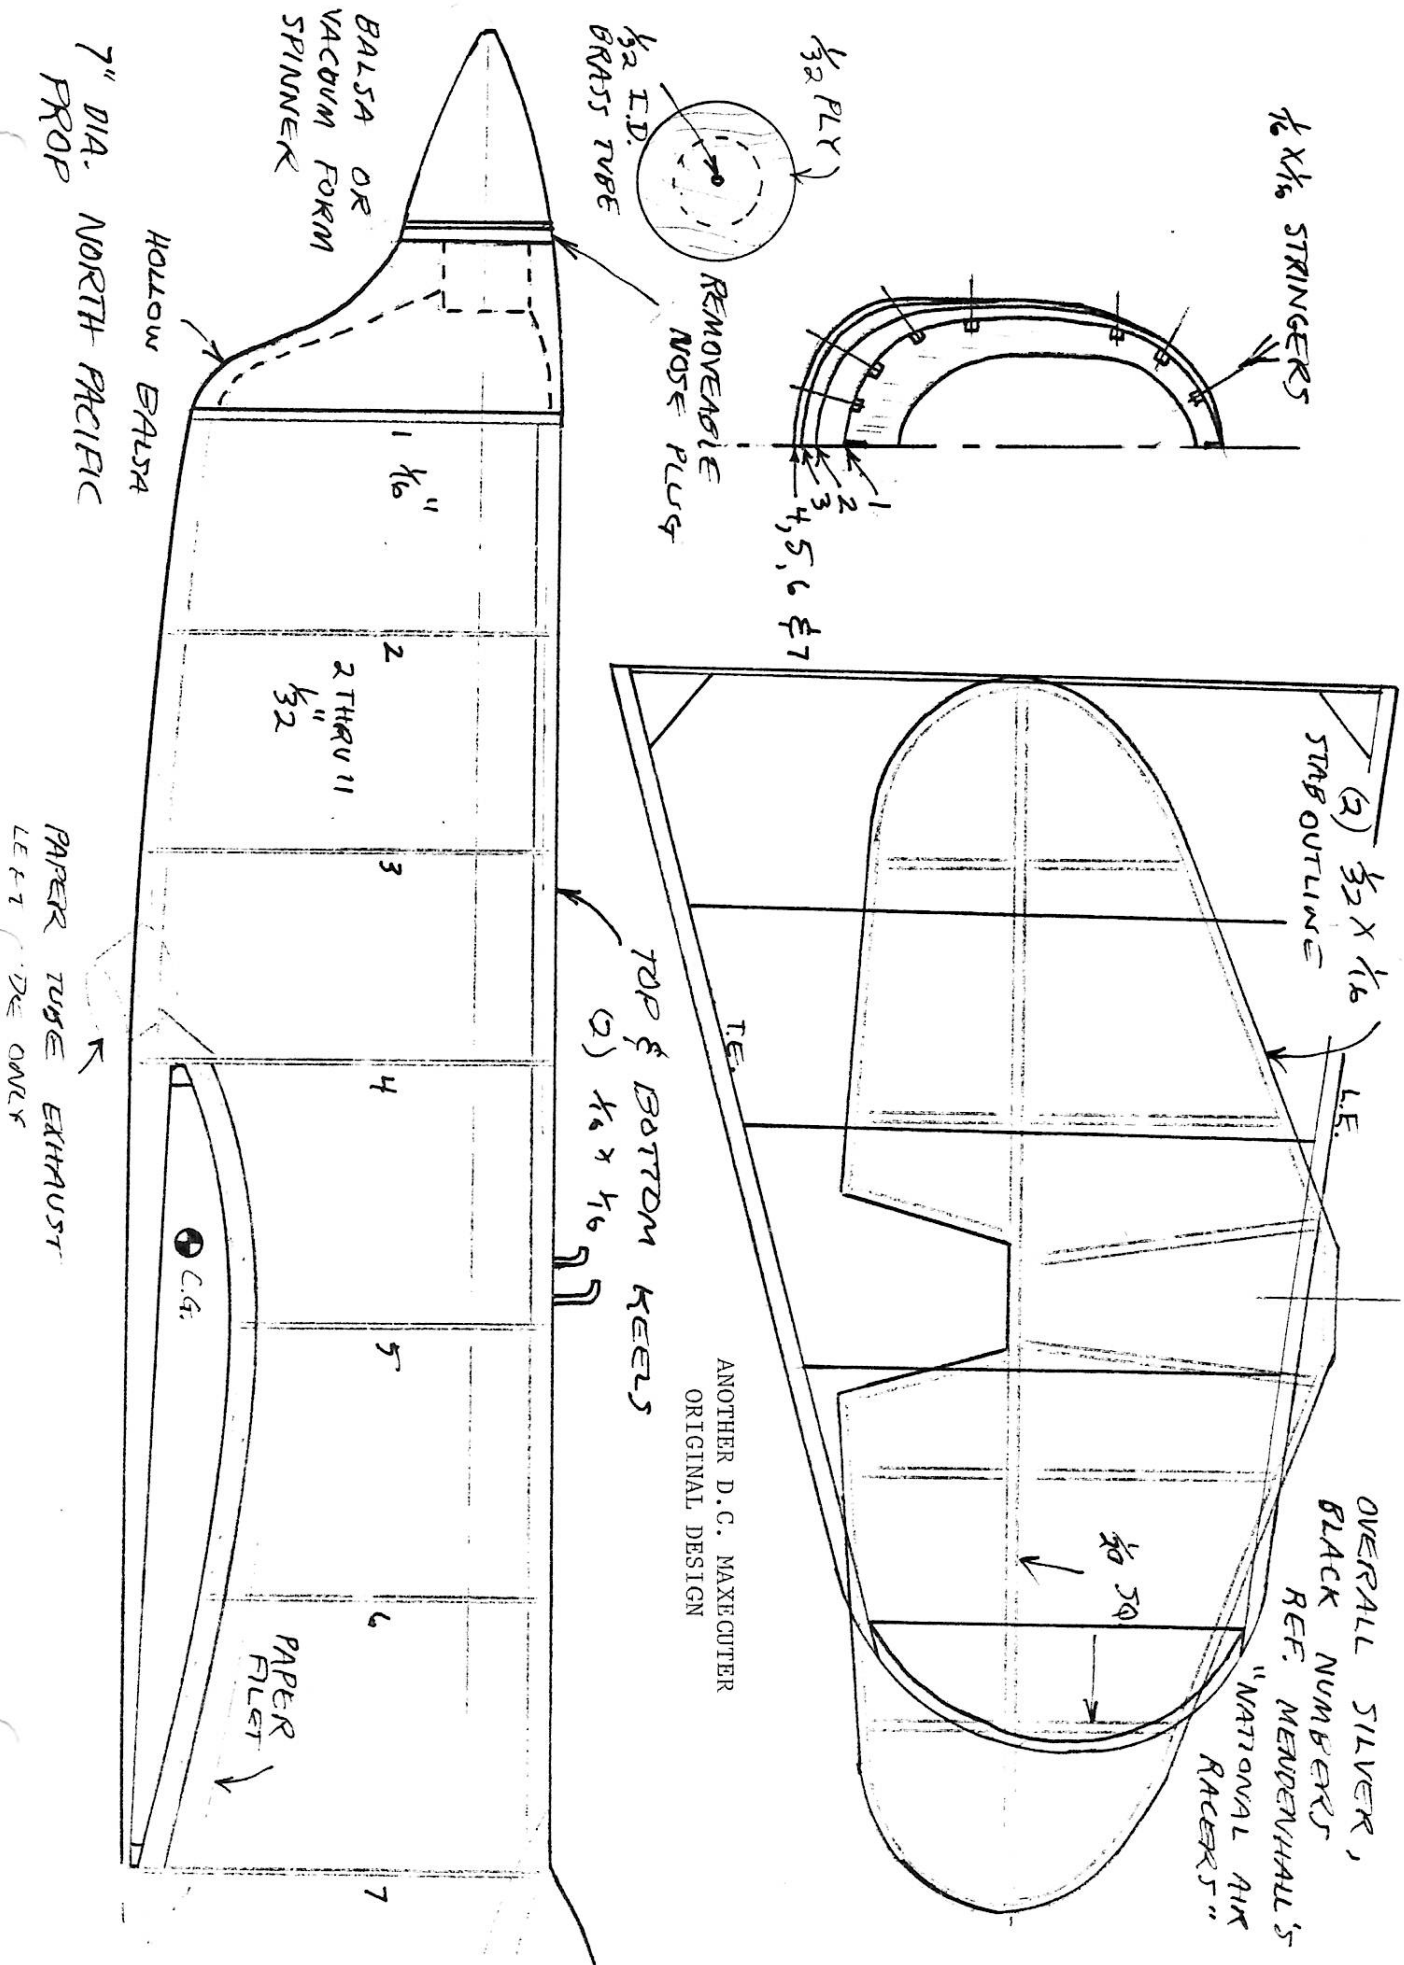 1/16 X 1/16 STRINGERS
1/32 PLY
1/32 I.D.
BRASS TUBE
BALSA OR
VACUUM FORM
SPINNER
7" DIA.
PROP NORTH PACIFIC
HOLLOW BALSA
REMOVEABLE
NOSE PLUG
1
2
3
4,5,6 & 7
(2) 1/32 X 1/16
STAB OUTLINE
L.E.
T.E.
1/20 SQ
OVERALL SILVER,
BLACK NUMBERS
REF. MENDENHALL'S
"NATIONAL AIR
RACERS"
TOP & BOTTOM KEELS
(2) 1/16 X 1/16
ANOTHER D.C. MAXECUTER
ORIGINAL DESIGN
1
1/16"
2
2 THRU 11
1/32"
3
4
5
6
7
C.G.
PAPER
FILET
PAPER TUBE EXHAUST
ONLY